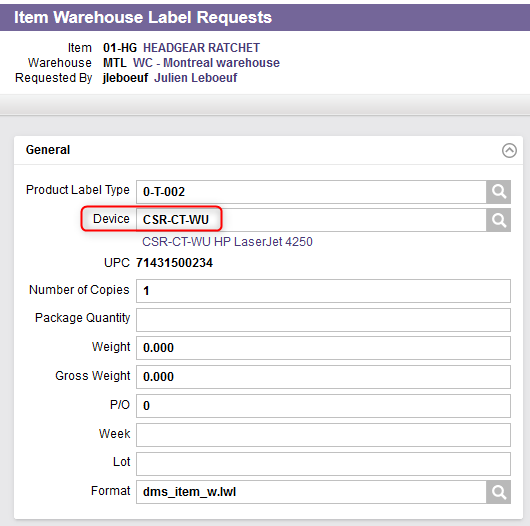 Item Warehouse Label Requests
Item 01-HG HEADGEAR RATCHET
Warehouse MTL WC - Montreal warehouse
Requested By jleboeuf Julien Leboeuf
General
Product Label Type 0-T-002
Device CSR-CT-WU
CSR-CT-WU HP LaserJet 4250
UPC 71431500234
Number of Copies 1
Package Quantity
Weight 0.000
Gross Weight 0.000
P/O 0
Week
Lot
Format dms_item_w.lwl